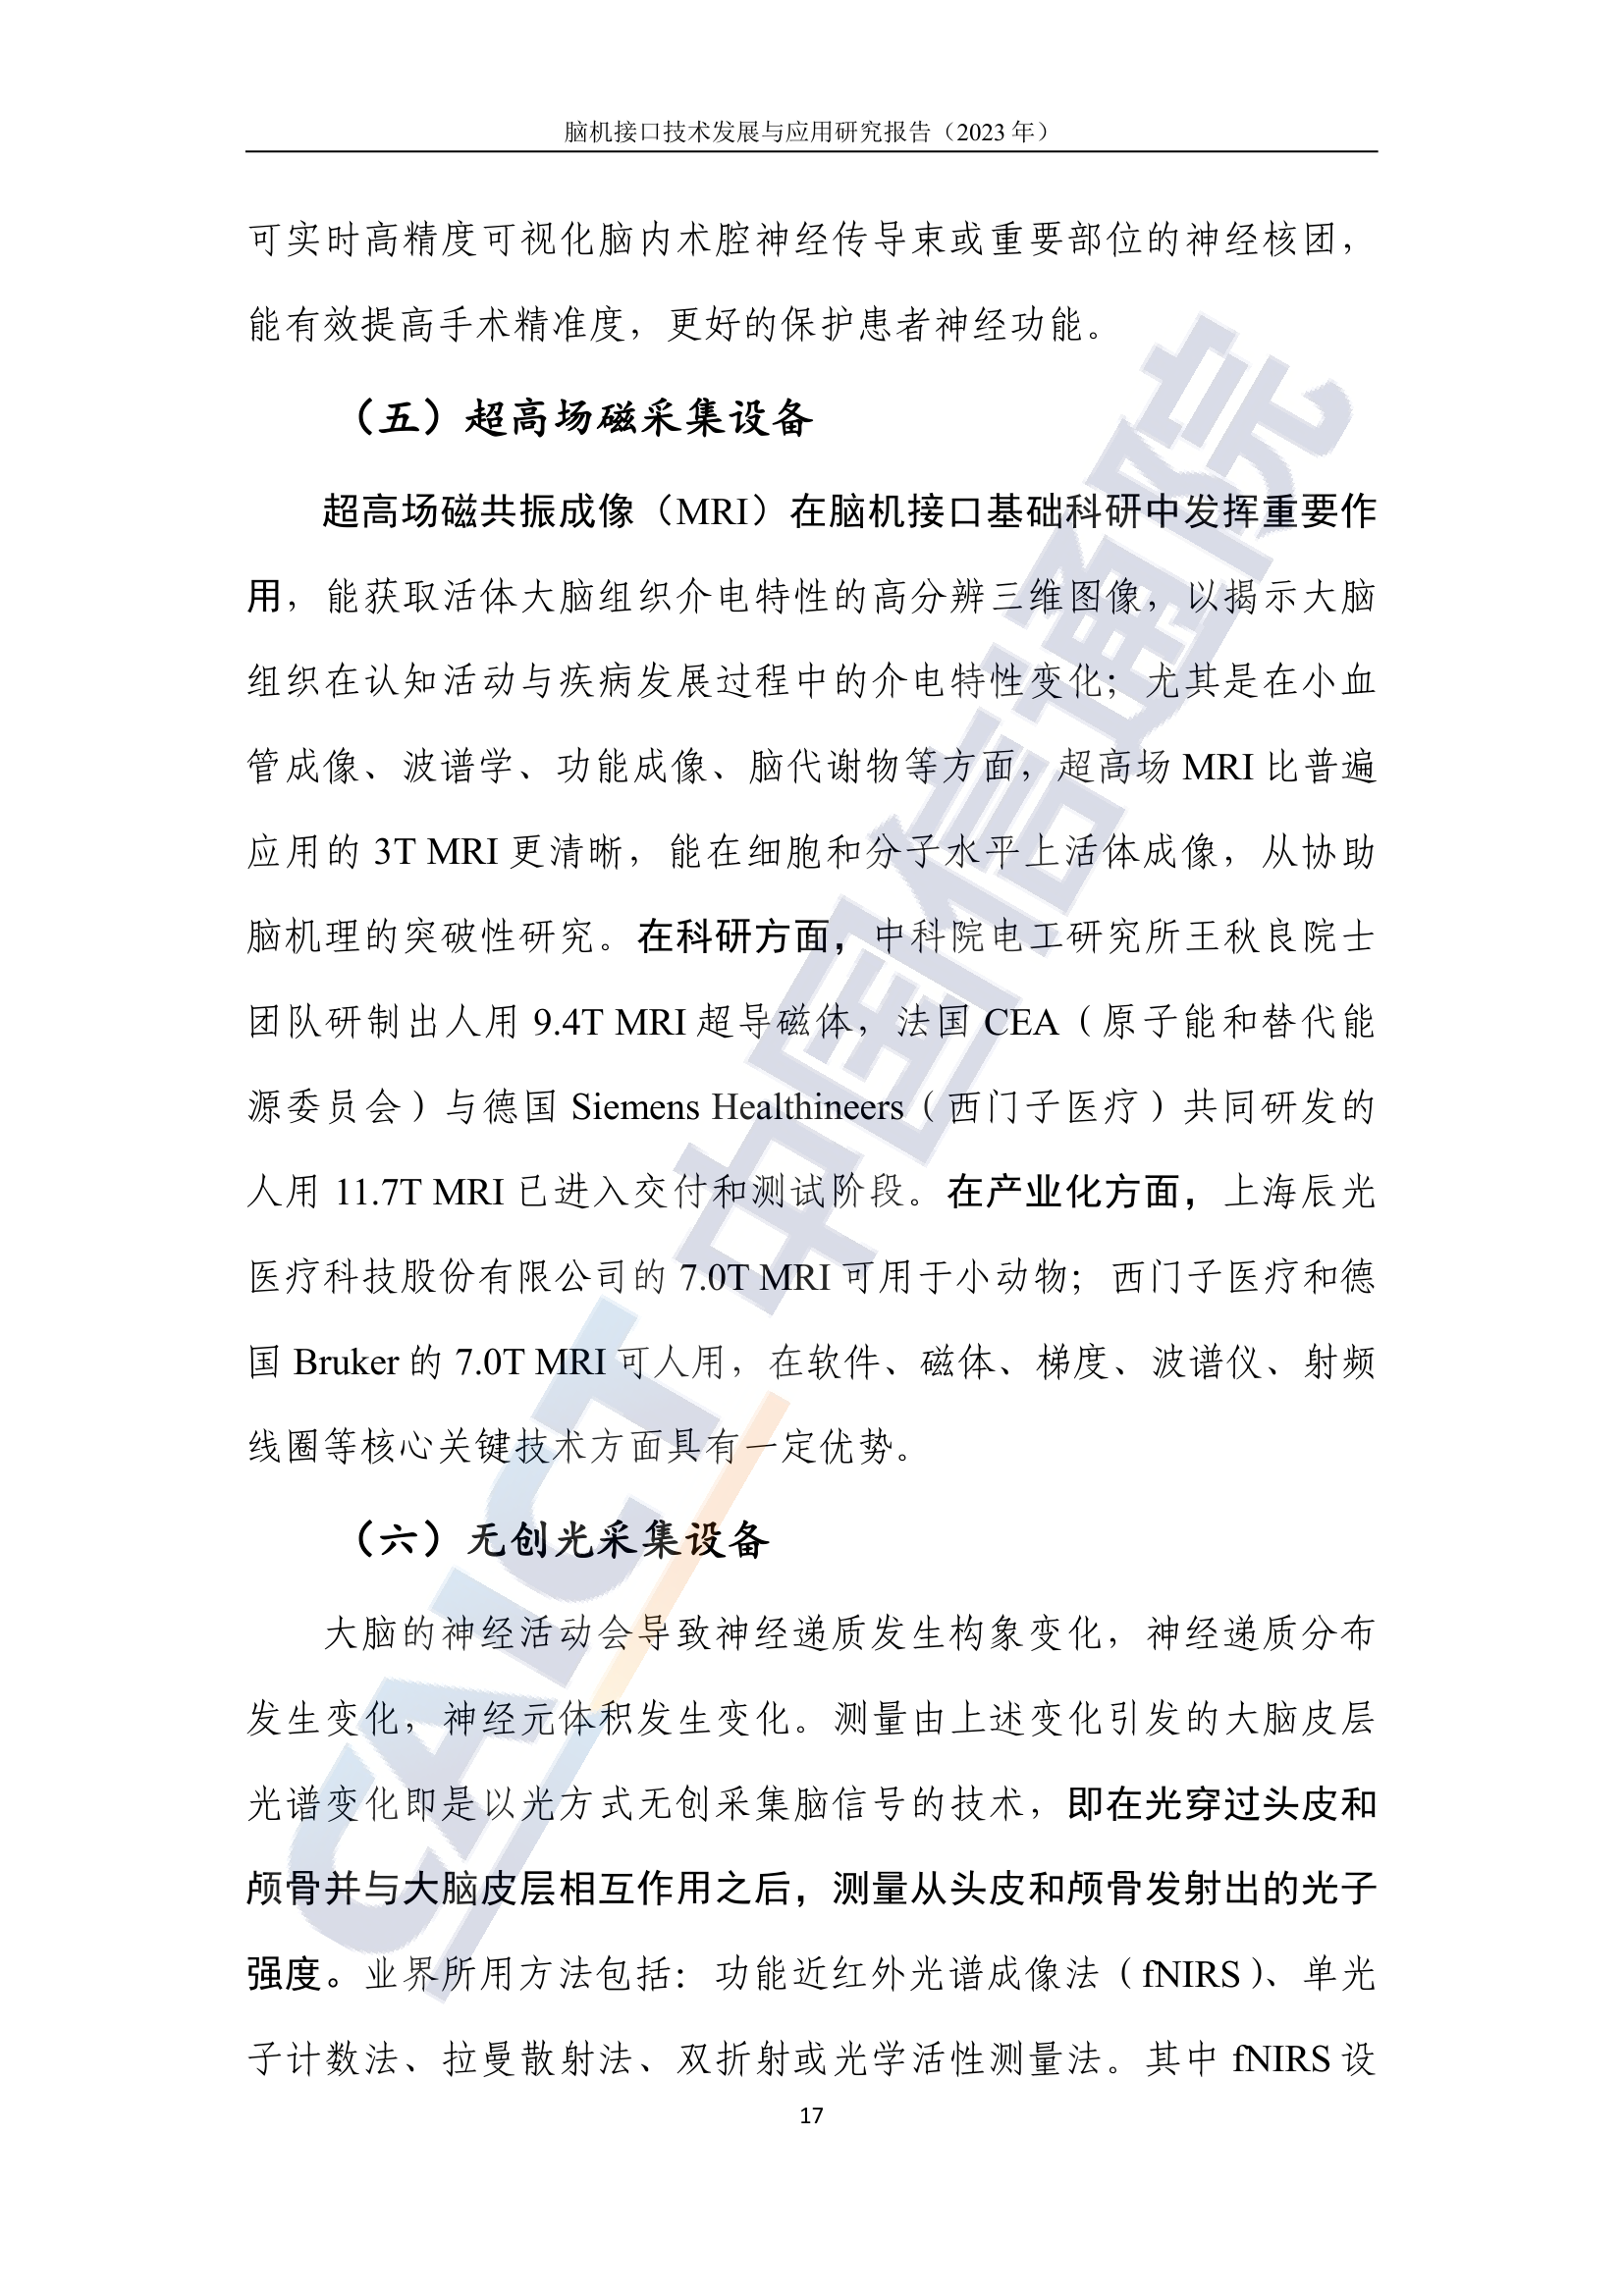 脑机接口技术发展与应用研究报告（2023 年）
可实时高精度可视化脑内术腔神经传导束或重要部位的神经核团，
能有效提高手术精准度，更好的保护患者神经功能。
（五）超高场磁采集设备
超高场磁共振成像（MRI）在脑机接口基础科研中发挥重要作
用，能获取活体大脑组织介电特性的高分辨三维图像，以揭示大脑
组织在认知活动与疾病发展过程中的介电特性变化；尤其是在小血
管成像、波谱学、功能成像、脑代谢物等方面，超高场 MRI 比普遍
应用的 3T MRI 更清晰，能在细胞和分子水平上活体成像，从协助
脑机理的突破性研究。在科研方面，中科院电工研究所王秋良院士
团队研制出人用 9.4T MRI 超导磁体，法国 CEA（原子能和替代能
源委员会）与德国 Siemens Healthineers（西门子医疗）共同研发的
人用 11.7T MRI 已进入交付和测试阶段。在产业化方面，上海辰光
医疗科技股份有限公司的 7.0T MRI 可用于小动物；西门子医疗和德
国 Bruker 的 7.0T MRI 可人用，在软件、磁体、梯度、波谱仪、射频
线圈等核心关键技术方面具有一定优势。
（六）无创光采集设备
大脑的神经活动会导致神经递质发生构象变化，神经递质分布
发生变化，神经元体积发生变化。测量由上述变化引发的大脑皮层
光谱变化即是以光方式无创采集脑信号的技术，即在光穿过头皮和
颅骨并与大脑皮层相互作用之后，测量从头皮和颅骨发射出的光子
强度。业界所用方法包括：功能近红外光谱成像法（fNIRS）、单光
子计数法、拉曼散射法、双折射或光学活性测量法。其中 fNIRS 设
17
CAICT 中国信通院